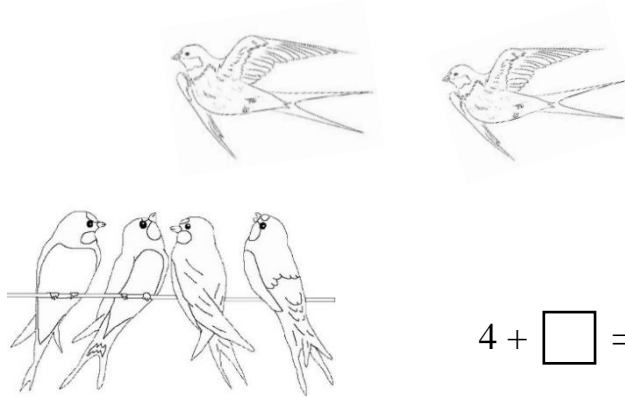 4 + □ =